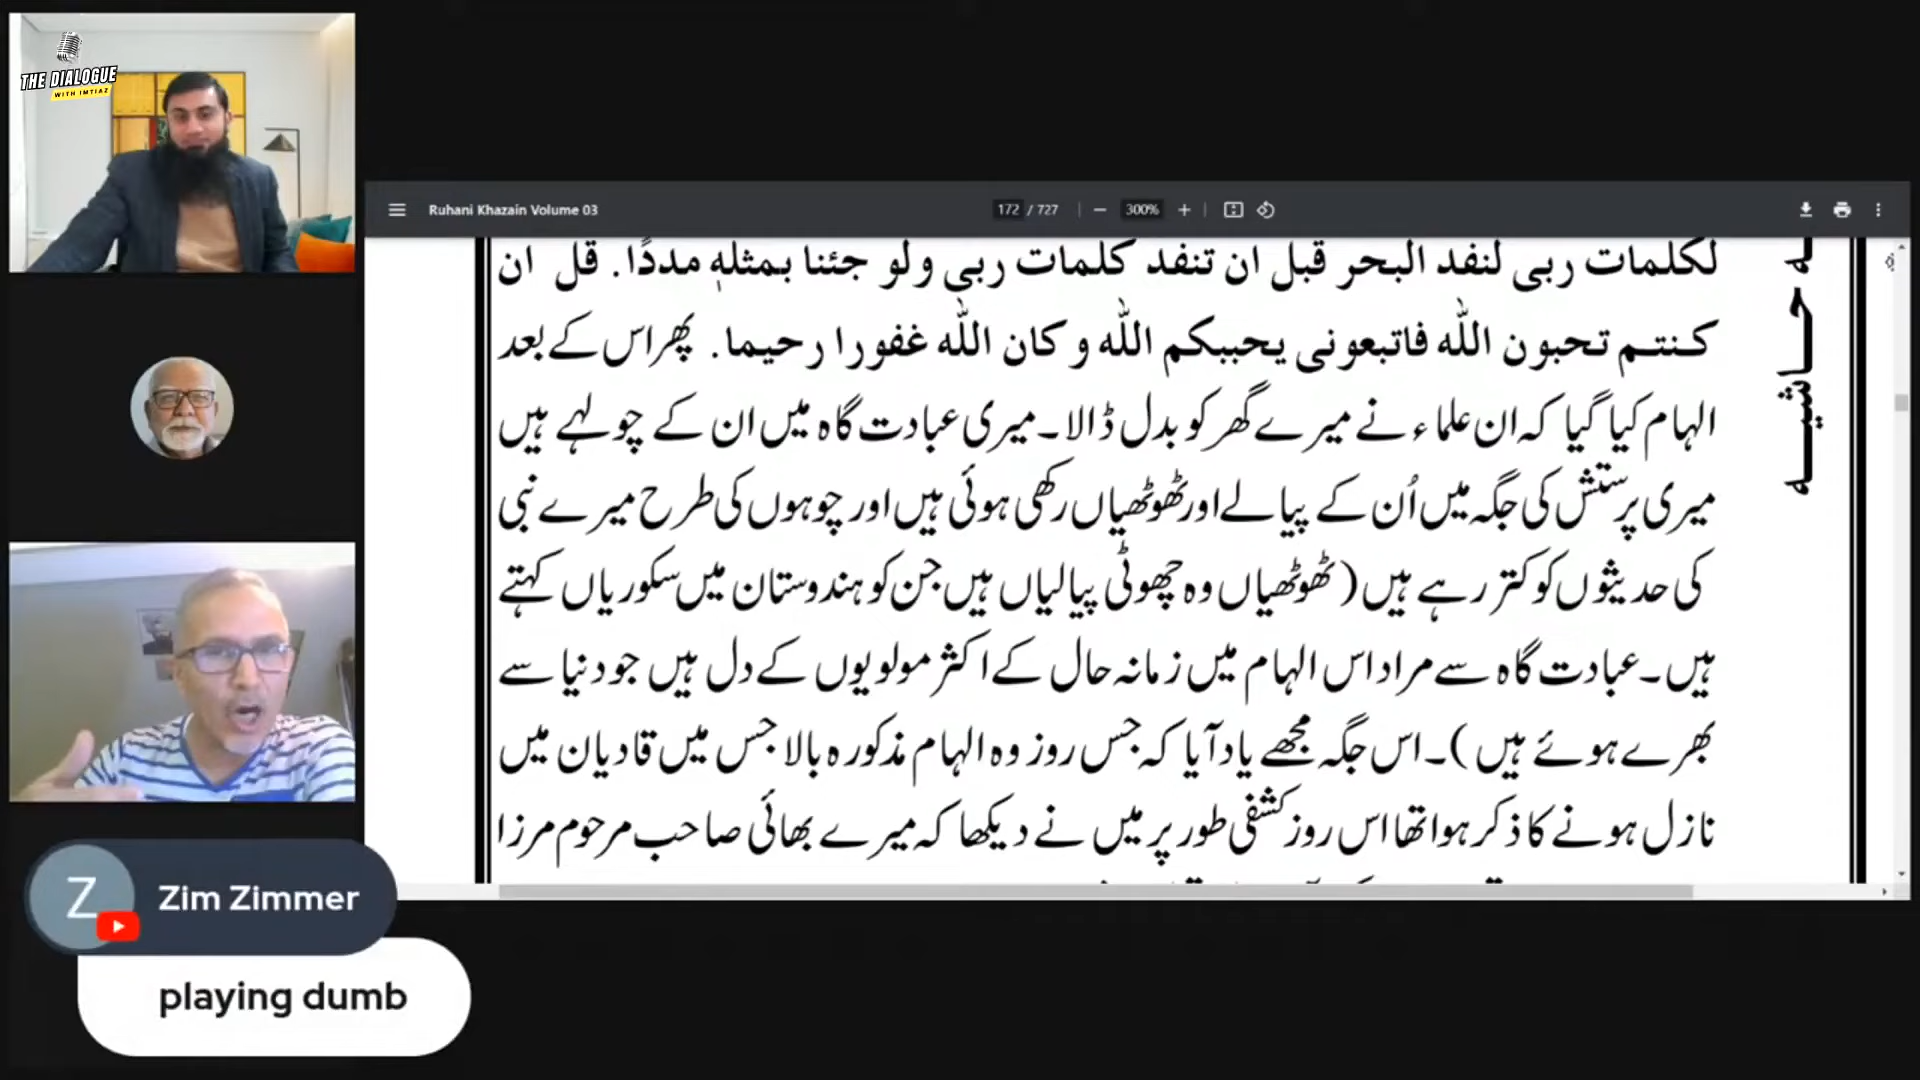 THE DIALOGUE
WITH IMTIAZ
Ruhani Khazain Volume 03
172 / 727
300%
لکلمات ربی لنفد البحر قبل ان تنفد کلمات ربی ولو جئنا بمثلهٖ مددًا. قل ان
کنتم تحبون اللّٰہ فاتبعونی یحببکم اللّٰہ و کان اللّٰہ غفورا رحیما. پھر اس کے بعد
الہام کیا گیا کہ ان علماء نے میرے گھر کو بدل ڈالا۔ میری عبادت گاہ میں ان کے چولہے ہیں
میری پرستش کی جگہ میں اُن کے پیالے اور ٹھوٹھیاں رکھی ہوئی ہیں اور چوہوں کی طرح میرے نبی
کی حدیثوں کو کتر رہے ہیں (ٹھوٹھیاں وہ چھوٹی پیالیاں ہیں جن کو ہندوستان میں سکوریاں کہتے
ہیں۔ عبادت گاہ سے مراد اس الہام میں زمانہ حال کے اکثر مولویوں کے دل ہیں جو دنیا سے
بھرے ہوئے ہیں)۔ اس جگہ مجھے یاد آیا کہ جس روز وہ الہام مذکورہ بالا جس میں قادیان میں
نازل ہونے کا ذکر ہوا تھا اس روز کشفی طور پر میں نے دیکھا کہ میرے بھائی صاحب مرحوم مرزا
حاشیہ
Z
Zim Zimmer
playing dumb